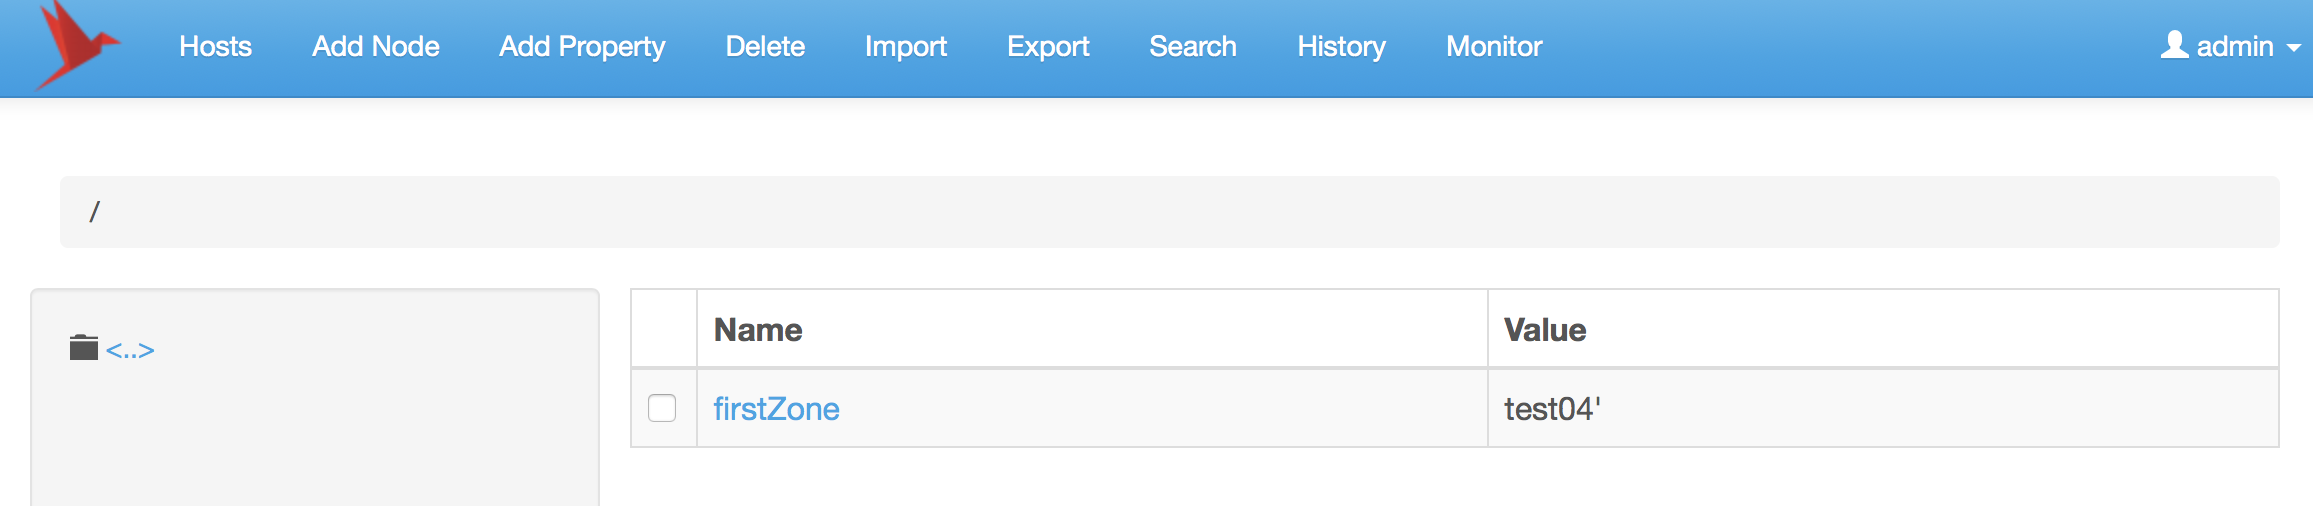 Hosts Add Node Add Property Delete Import Export Search History Monitor admin
/
<..>
Name Value
firstZone test04'